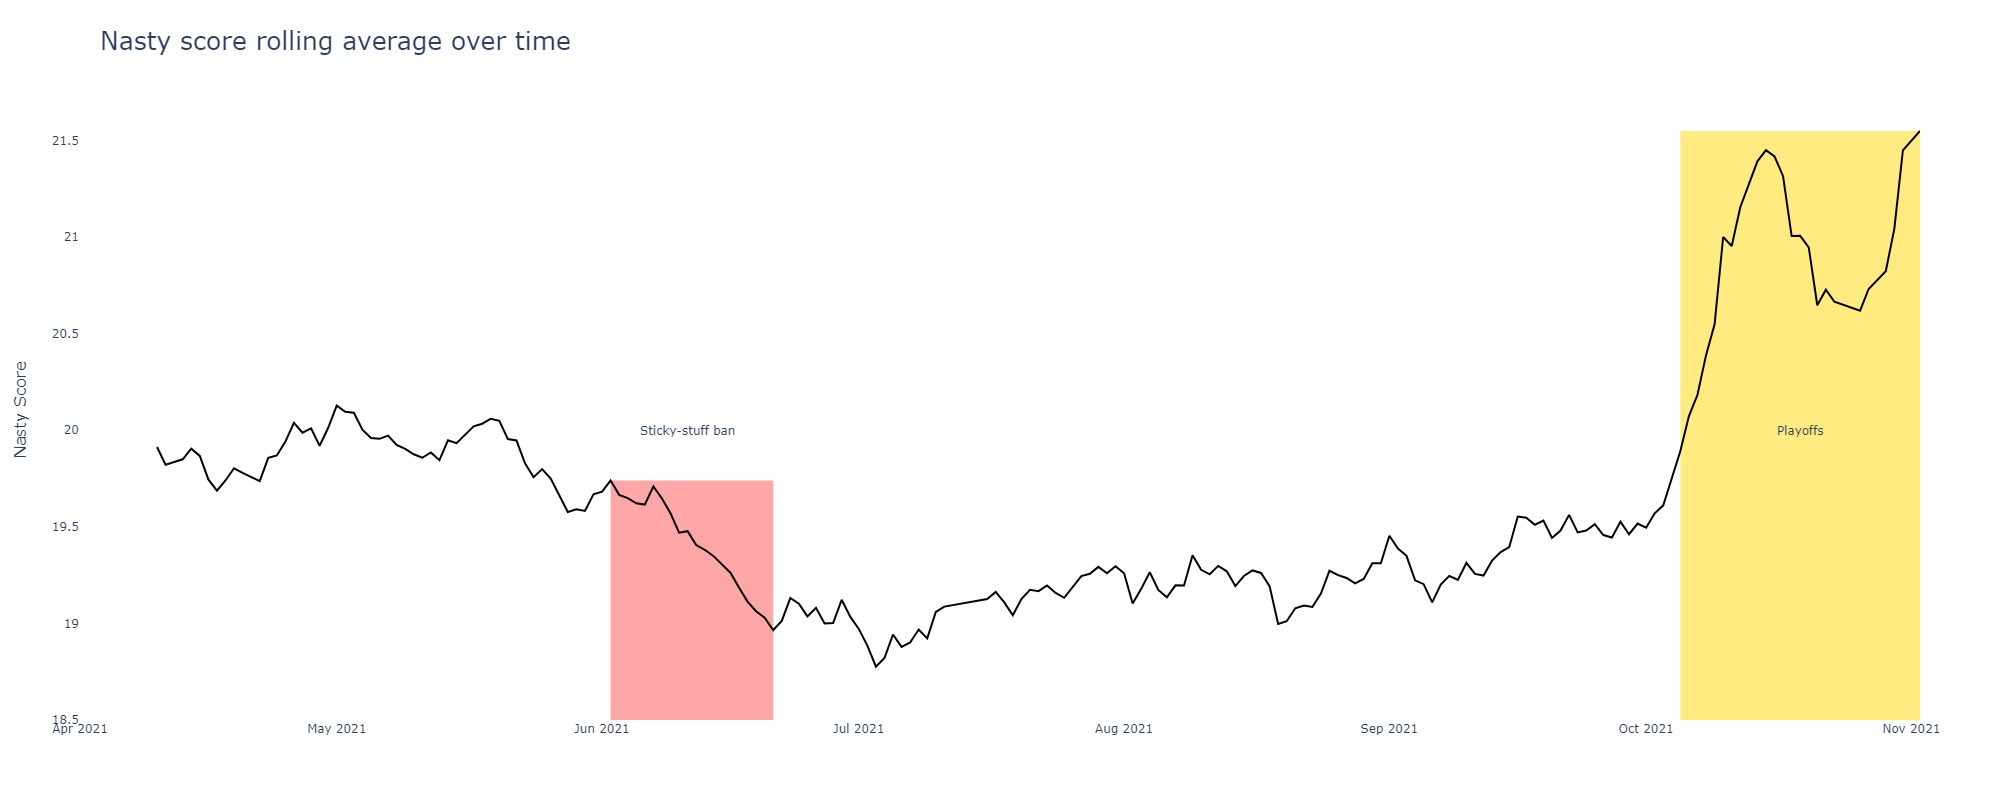 Nasty score rolling average over time
21.5
21
20.5
20
19.5
19
18.5
Nasty Score
Sticky-stuff ban
Playoffs
Apr 2021 May 2021 Jun 2021 Jul 2021 Aug 2021 Sep 2021 Oct 2021 Nov 2021